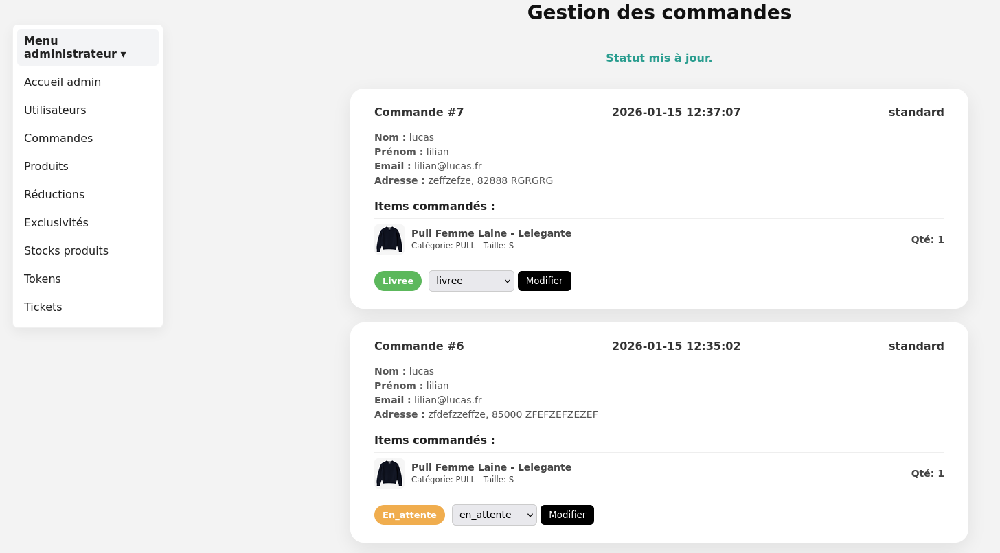 Gestion des commandes
Menu
administrateur ▾
Accueil admin
Utilisateurs
Commandes
Produits
Réductions
Exclusivités
Stocks produits
Tokens
Tickets
Statut mis à jour.
Commande #7 2026-01-15 12:37:07 standard
Nom : lucas
Prénom : lilian
Email : lilian@lucas.fr
Adresse : zeffzefze, 82888 RGRGRG
Items commandés :
Pull Femme Laine - Lelegante
Catégorie: PULL - Taille: S
Qté: 1
Livree livree Modifier
Commande #6 2026-01-15 12:35:02 standard
Nom : lucas
Prénom : lilian
Email : lilian@lucas.fr
Adresse : zfdefzzeffze, 85000 ZFEFZEFZEZEF
Items commandés :
Pull Femme Laine - Lelegante
Catégorie: PULL - Taille: S
Qté: 1
En_attente en_attente Modifier